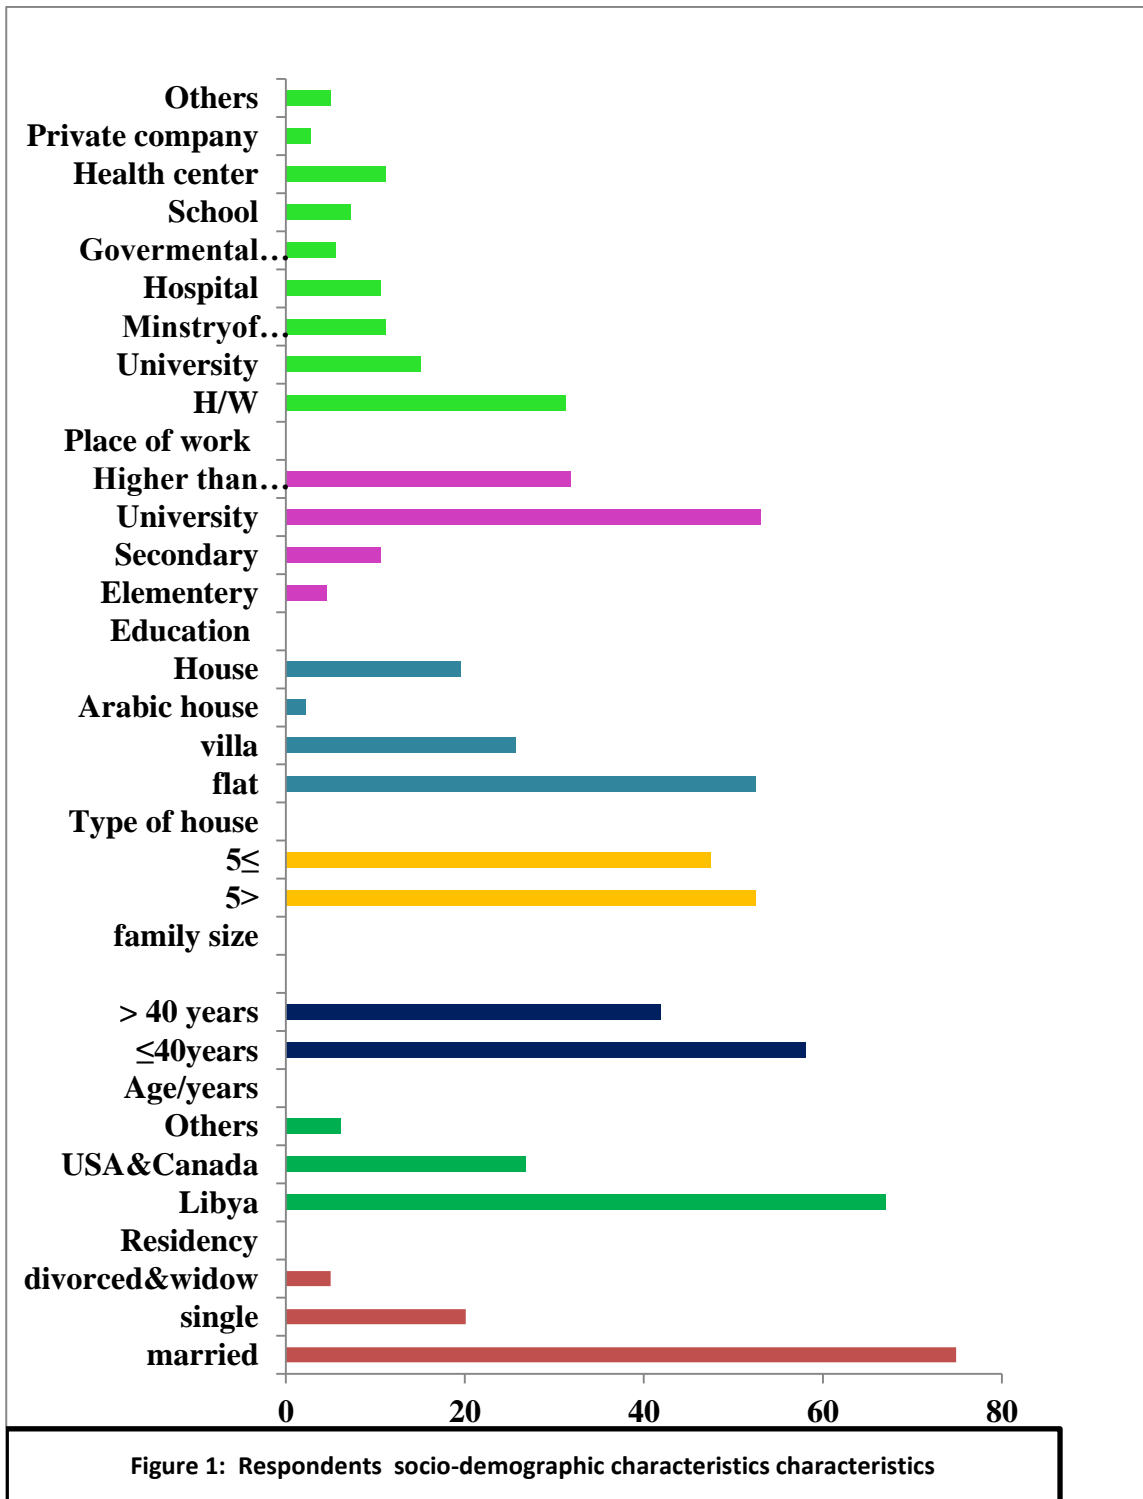 Others
Private company
Health center
School
Govermental…
Hospital
Minstryof…
University
H/W
Place of work
Higher than…
University
Secondary
Elementery
Education
House
Arabic house
villa
flat
Type of house
5≤
5>
family size
> 40 years
≤40years
Age/years
Others
USA&Canada
Libya
Residency
divorced&widow
single
married
0 20 40 60 80
Figure 1: Respondents socio-demographic characteristics characteristics